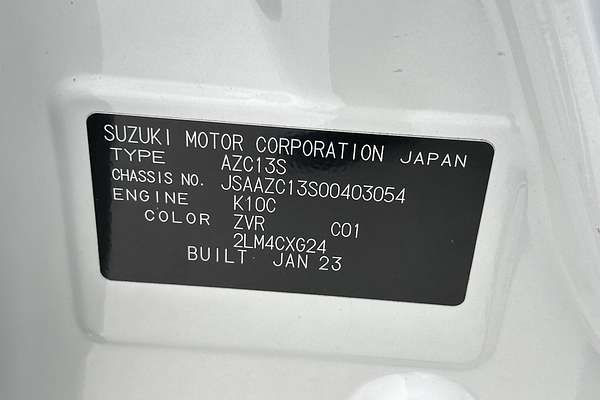 SUZUKI MOTOR CORPORATION JAPAN
TYPE AZC13S
CHASSIS NO. JSAAZC13S00403054
ENGINE K10C
COLOR ZVR C01
2LM4CXG24
BUILT JAN 23